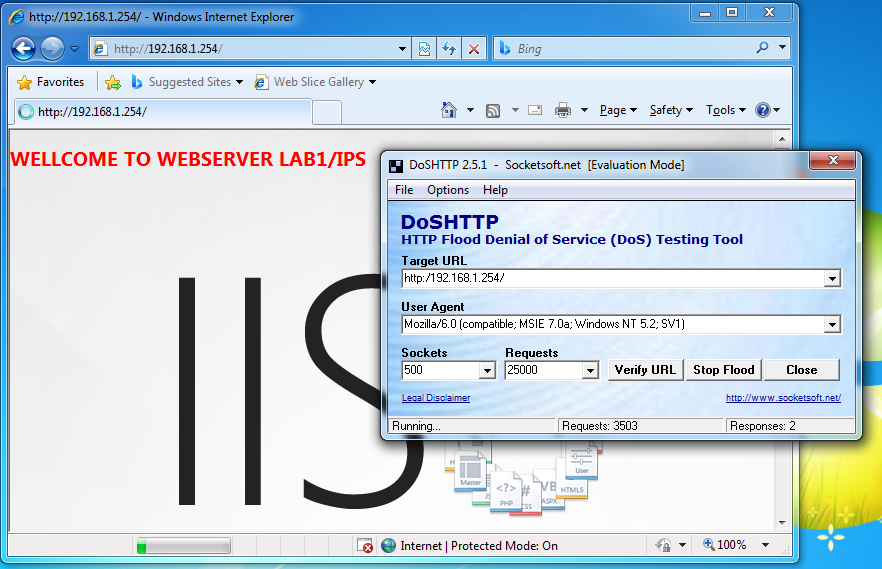 http://192.168.1.254/ - Windows Internet Explorer
http://192.168.1.254/
Bing
Favorites
Suggested Sites
Web Slice Gallery
http://192.168.1.254/
Page
Safety
Tools
WELLCOME TO WEBSERVER LAB1/IPS
DoSHTTP 2.5.1 - Socketsoft.net [Evaluation Mode]
File Options Help
DoSHTTP
HTTP Flood Denial of Service (DoS) Testing Tool
Target URL
http:/192.168.1.254/
User Agent
Mozilla/6.0 (compatible; MSIE 7.0a; Windows NT 5.2; SV1)
Sockets Requests
500 25000 Verify URL Stop Flood Close
Legal Disclaimer http://www.socketsoft.net/
Running... Requests: 3503 Responses: 2
IIS
Master
PHP
ASPX
HTML5
User
Internet | Protected Mode: On
100%